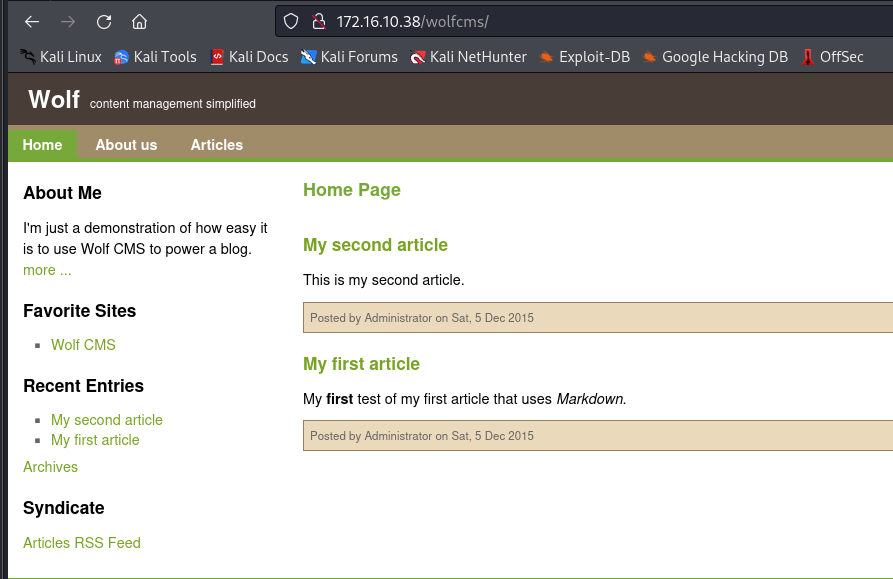 172.16.10.38/wolfcms/
Kali Linux Kali Tools Kali Docs Kali Forums Kali NetHunter Exploit-DB Google Hacking DB OffSec
Wolf content management simplified
Home About us Articles
About Me
I'm just a demonstration of how easy it
is to use Wolf CMS to power a blog.
more ...
Favorite Sites
Wolf CMS
Recent Entries
My second article
My first article
Archives
Syndicate
Articles RSS Feed
Home Page
My second article
This is my second article.
Posted by Administrator on Sat, 5 Dec 2015
My first article
My first test of my first article that uses Markdown.
Posted by Administrator on Sat, 5 Dec 2015